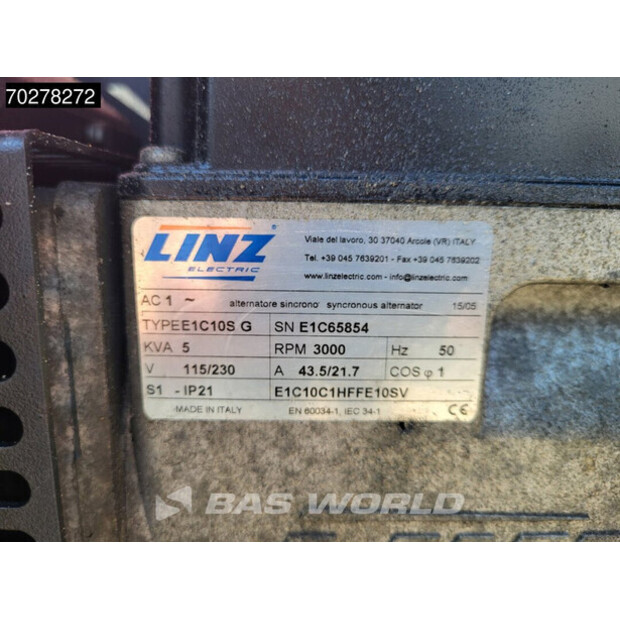 70278272
LINZ®
ELECTRIC
Viale del lavoro, 30 37040 Arcole (VR) ITALY
Tel. +39 045 7639201 - Fax +39 045 7639202
www.linzelectric.com - info@linzelectric.com
AC 1 ~ alternatore sincrono syncronous alternator 15/05
TYPE E1C10S G SN E1C65854
KVA 5 RPM 3000 Hz 50
V 115/230 A 43.5/21.7 COS φ 1
S1 - IP21 E1C10C1HFFE10SV
MADE IN ITALY EN 60034-1, IEC 34-1 CE
BAS WORLD